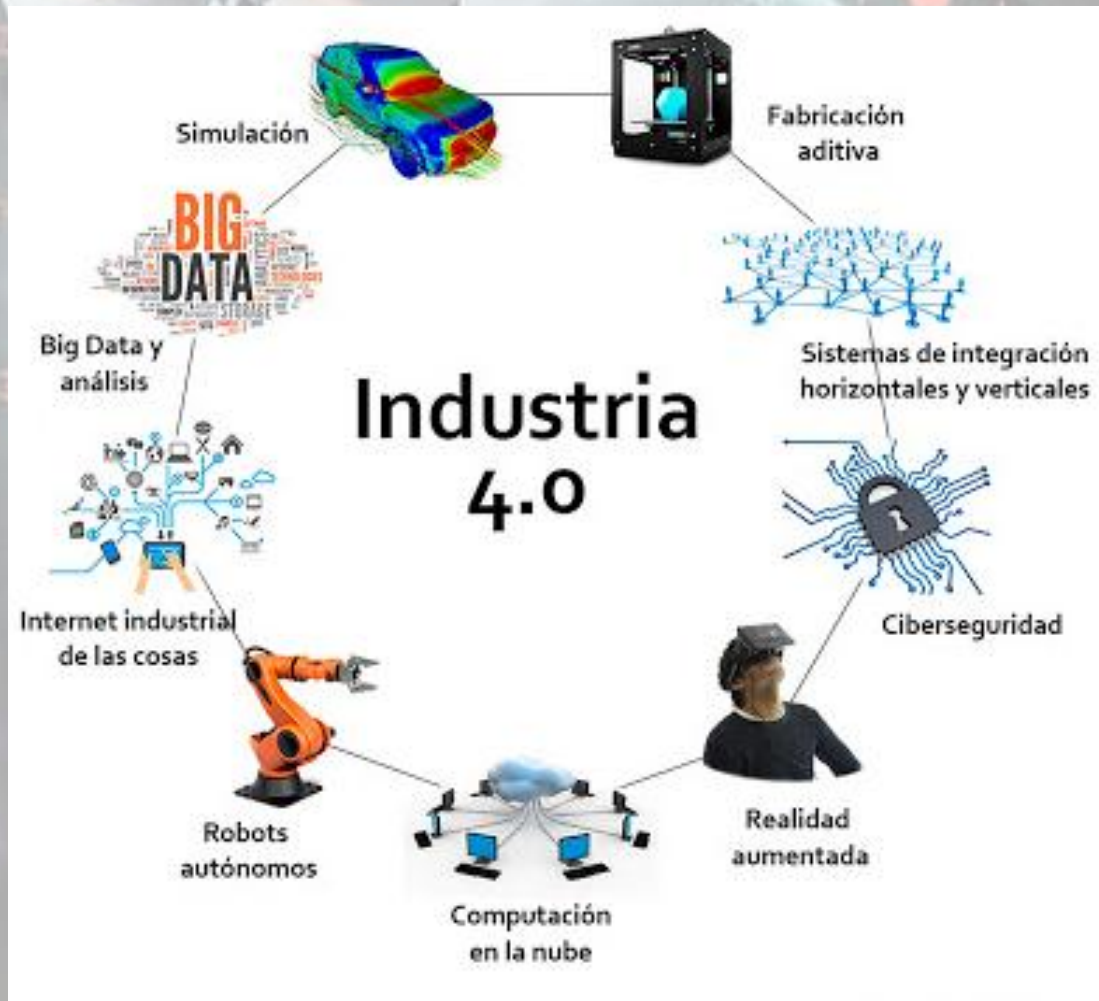 Simulación
Fabricación
aditiva
BIG
DATA
STORAGE
Big Data y
análisis
Sistemas de integración
horizontales y verticales
Industria
4.0
Internet industrial
de las cosas
Ciberseguridad
Robots
autónomos
Realidad
aumentada
Computación
en la nube